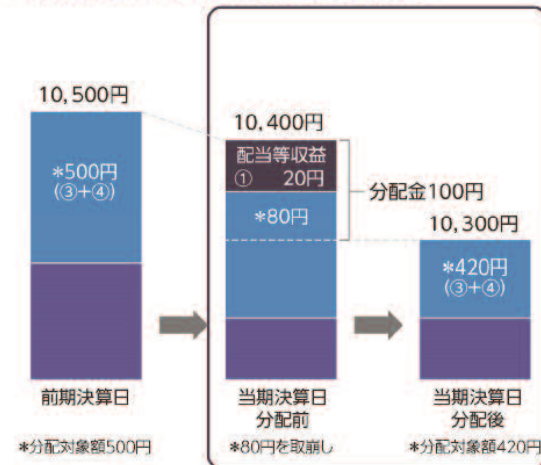 10,500円
*500円
(③+④)
前期決算日
*分配対象額500円
10,400円
配当等収益
① 20円
*80円
分配金100円
当期決算日
分配前
*80円を取崩し
10,300円
*420円
(③+④)
当期決算日
分配後
*分配対象額420円